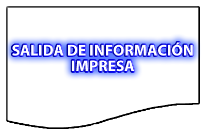 SALIDA DE INFORMACIÓN
IMPRESA